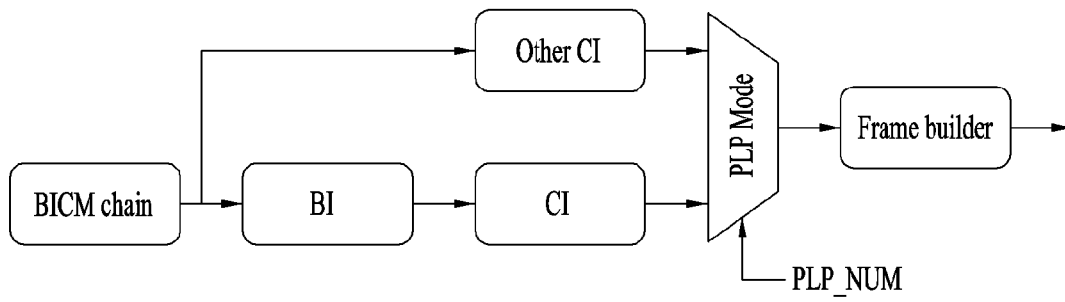 Other CI
PLP Mode
Frame builder
BICM chain
BI
CI
PLP_NUM